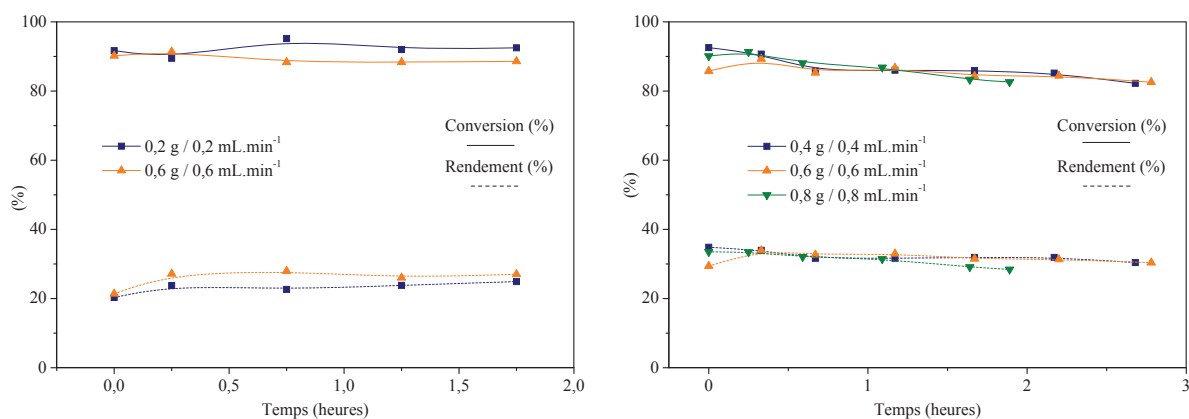 100
80
60
40
20
0
(%)
Conversion (%)
Rendement (%)
0,2 g / 0,2 mL.min⁻¹
0,6 g / 0,6 mL.min⁻¹
0,0 0,5 1,0 1,5 2,0
Temps (heures)
100
80
60
40
20
0
(%)
Conversion (%)
Rendement (%)
0,4 g / 0,4 mL.min⁻¹
0,6 g / 0,6 mL.min⁻¹
0,8 g / 0,8 mL.min⁻¹
0 1 2 3
Temps (heures)